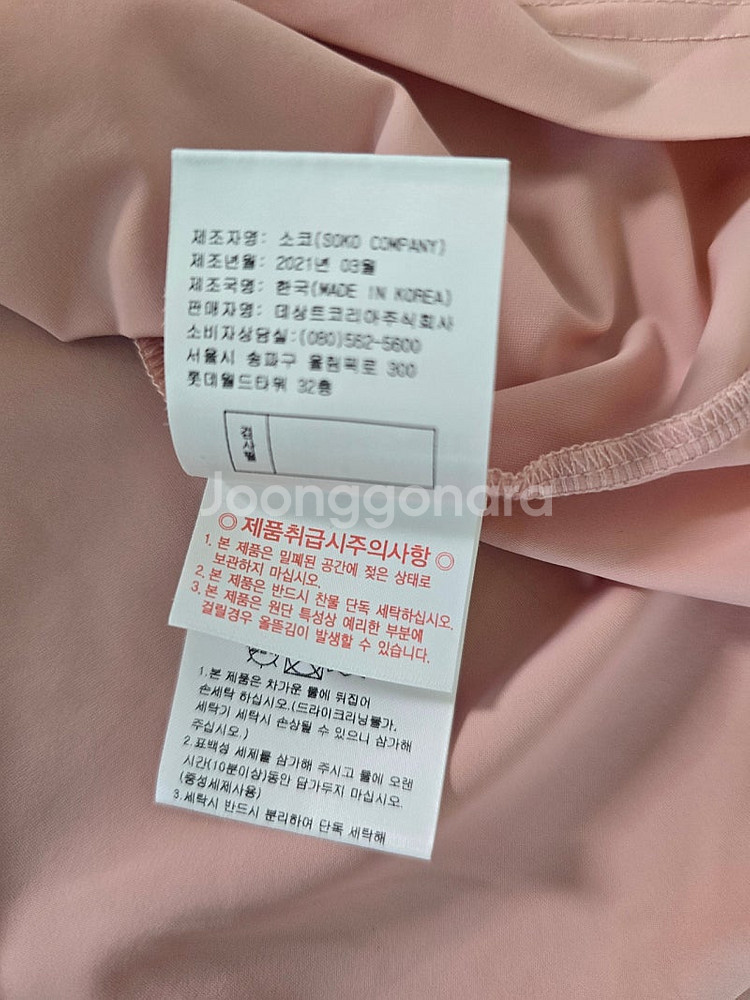 제조자명: 소코(SOKO COMPANY)
제조년월: 2021년 03월
제조국명: 한국(MADE IN KOREA)
판매자명: 데상트코리아주식회사
소비자상담실:(080)562-5600
서울시 송파구 올림픽로 300
롯데월드타워 32층
검사필
Joonggonara
◎ 제품취급시주의사항 ◎
1. 본 제품은 밀폐된 공간에 젖은 상태로
보관하지 마십시오.
2. 본 제품은 반드시 찬물 단독 세탁하십시오.
3. 본 제품은 원단 특성상 예리한 부분에
걸릴경우 올뜯김이 발생할 수 있습니다.
1.본 제품은 차가운 물에 뒤집어
손세탁 하십시오.(드라이크리닝불가,
세탁기 세탁시 손상될 수 있으니 삼가해
주십시오.)
2.표백성 세제를 삼가해 주시고 물에 오랜
시간(10분이상)동안 담가두지 마십시오.
(중성세제사용)
3.세탁시 반드시 분리하여 단독 세탁해